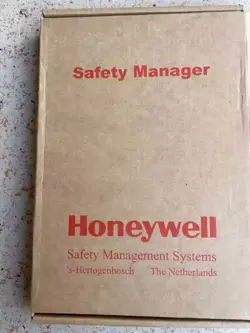 Safety Manager
Honeywell
Safety Management Systems
's-Hertogenbosch The Netherlands